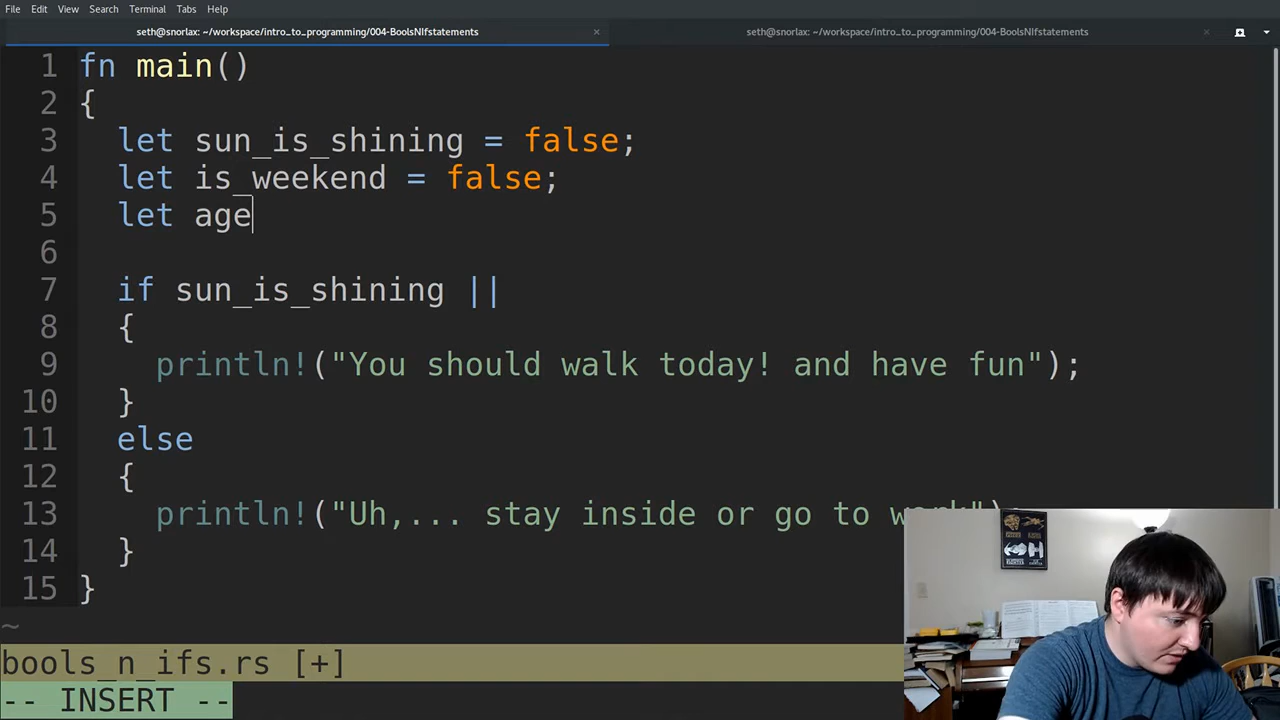 File Edit View Search Terminal Tabs Help
seth@snorlax: ~/workspace/intro_to_programming/004-BoolsNIfstatements × seth@snorlax: ~/workspace/intro_to_programming/004-BoolsNIfstatements ×
1 fn main()
2 {
3 let sun_is_shining = false;
4 let is_weekend = false;
5 let age
6
7 if sun_is_shining ||
8 {
9 println!("You should walk today! and have fun");
10 }
11 else
12 {
13 println!("Uh,... stay inside or go to work")
14 }
15 }
~
bools_n_ifs.rs [+]
-- INSERT --